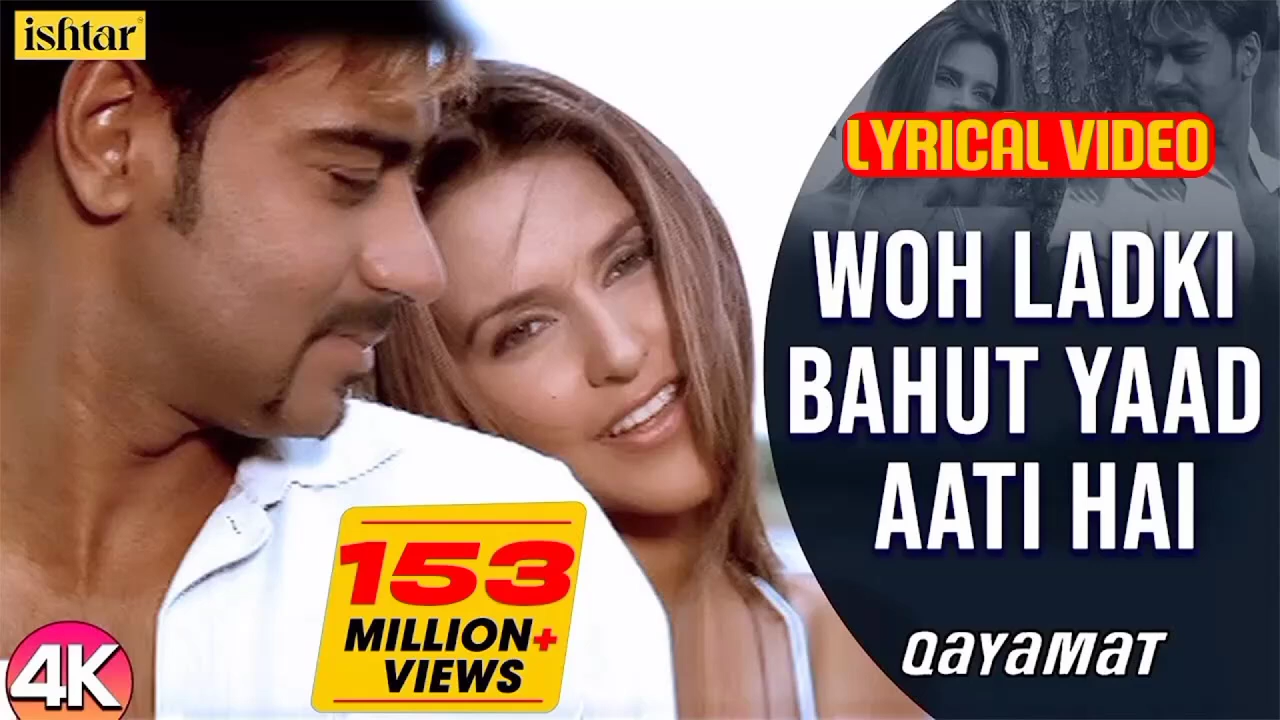 ishtar
LYRICAL VIDEO
WOH LADKI
BAHUT YAAD
AATI HAI
153
MILLION+
VIEWS
QAYAMAT
4K